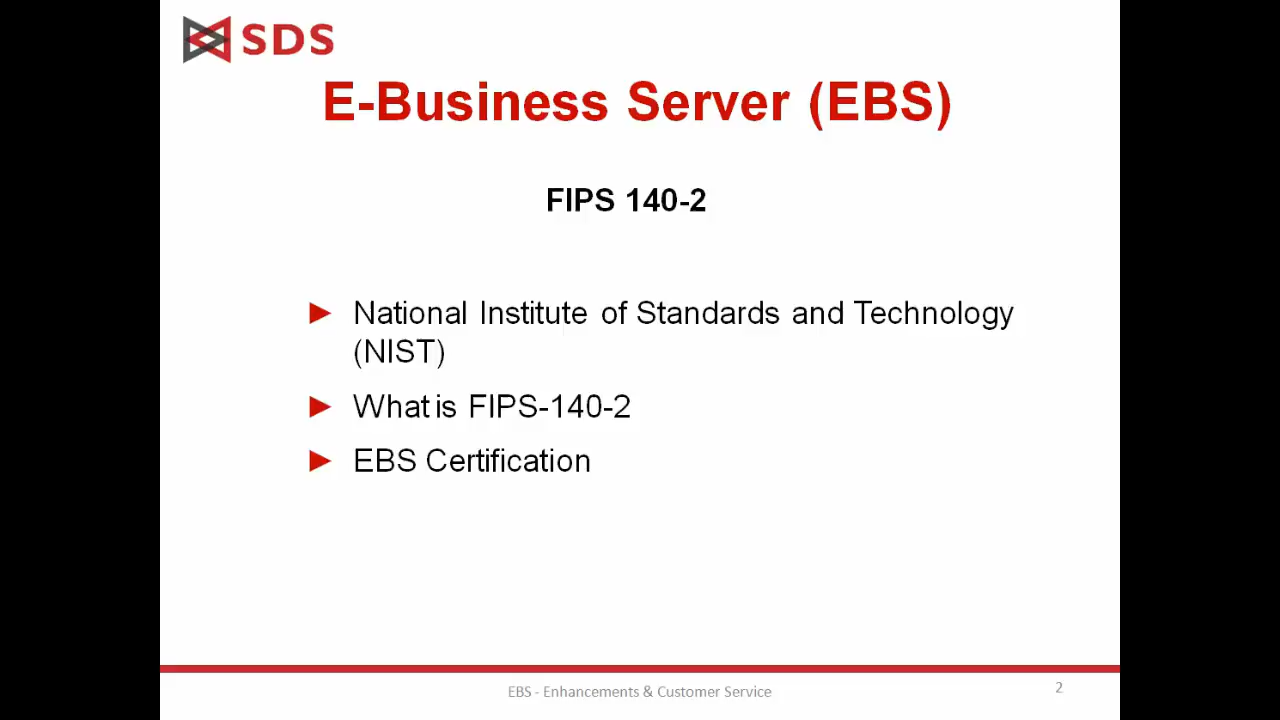 SDS
E-Business Server (EBS)
FIPS 140-2
► National Institute of Standards and Technology
(NIST)
► What is FIPS-140-2
► EBS Certification
EBS - Enhancements & Customer Service
2